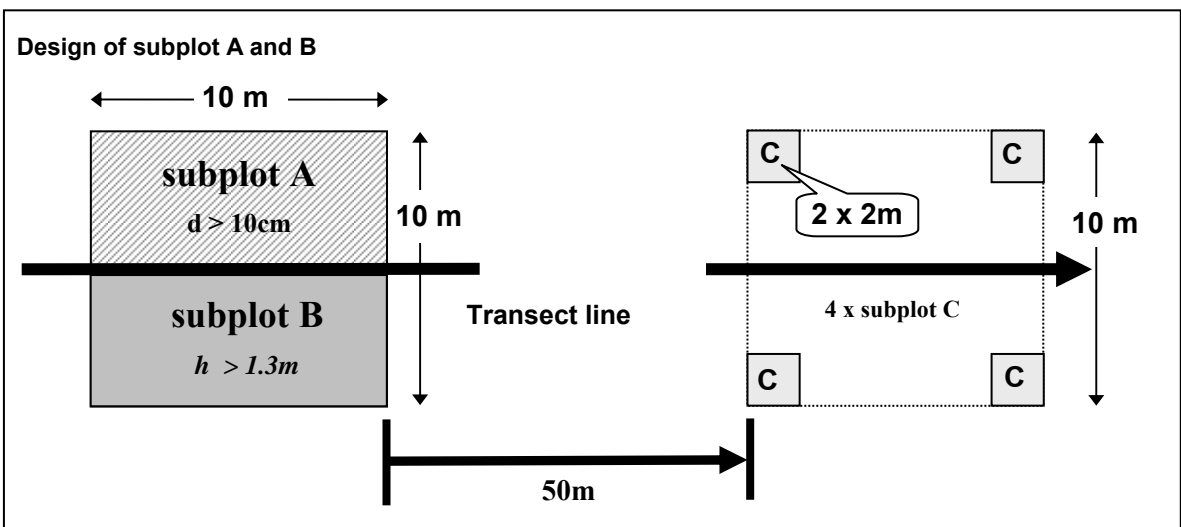 Design of subplot A and B
10 m
subplot A
d > 10cm
10 m
subplot B
h > 1.3m
Transect line
C
C
2 x 2m
10 m
4 x subplot C
C
C
50m